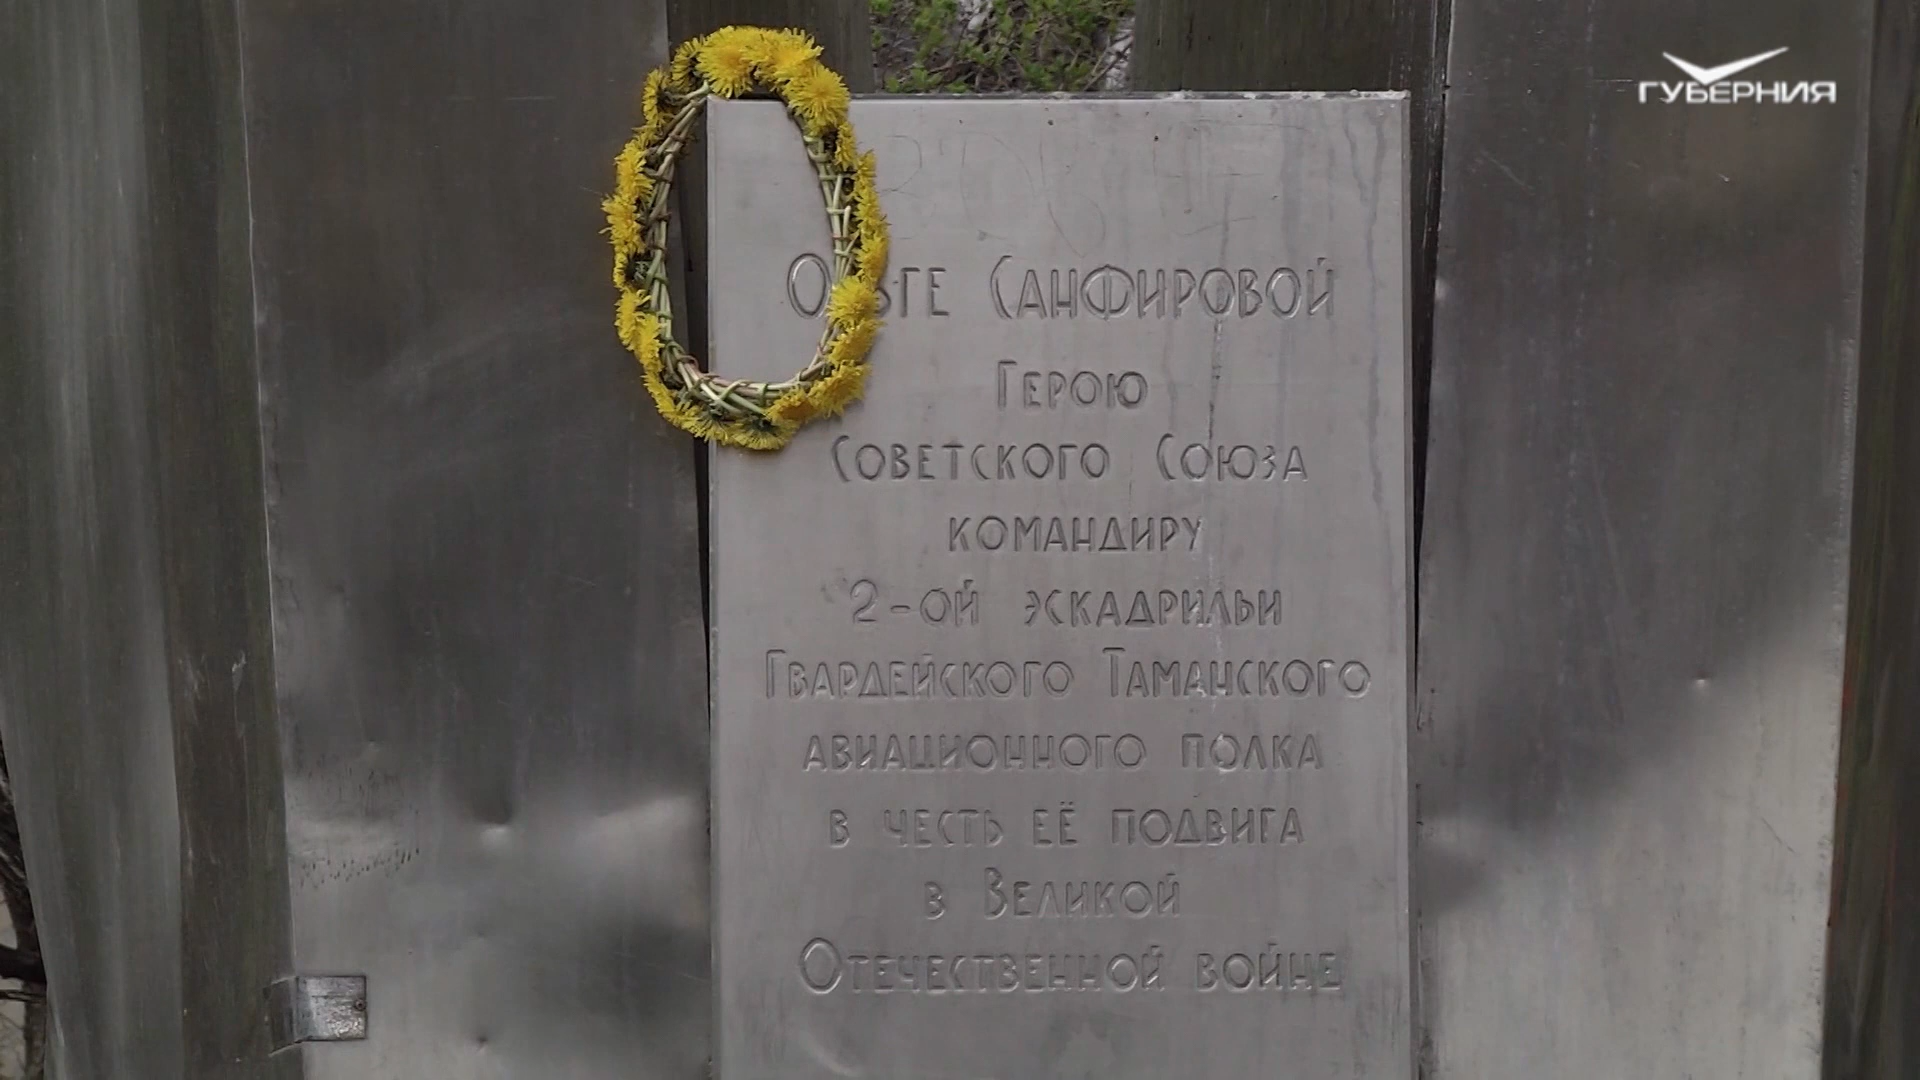 ГУБЕРНИЯ
Ольге Санфировой
Герою
Советского Союза
командиру
2-ой эскадрильи
Гвардейского Таманского
авиационного полка
в честь её подвига
в Великой
Отечественной войне